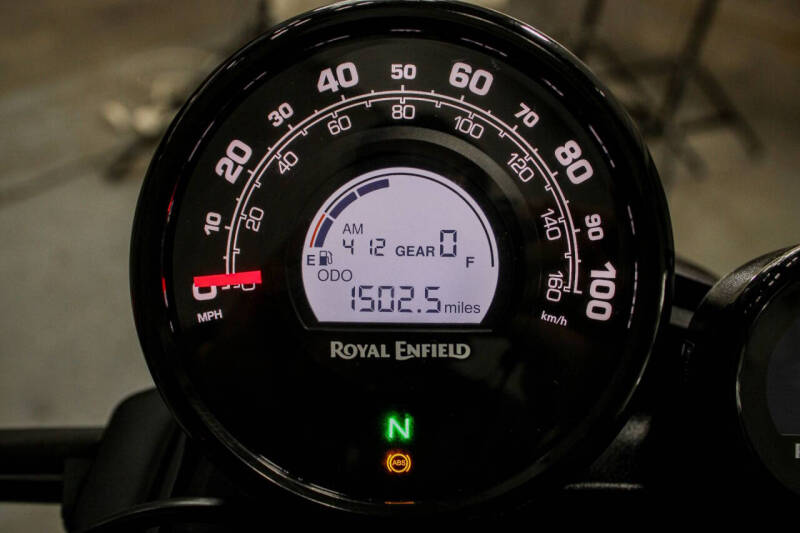 50
40 60
30 70
80
60 100
20 40 120 80
10 20 140 90
AM
4 12 GEAR 0
E F
ODO
0 0 160 100
1502.5 miles
MPH km/h
ROYAL ENFIELD
N
ABS